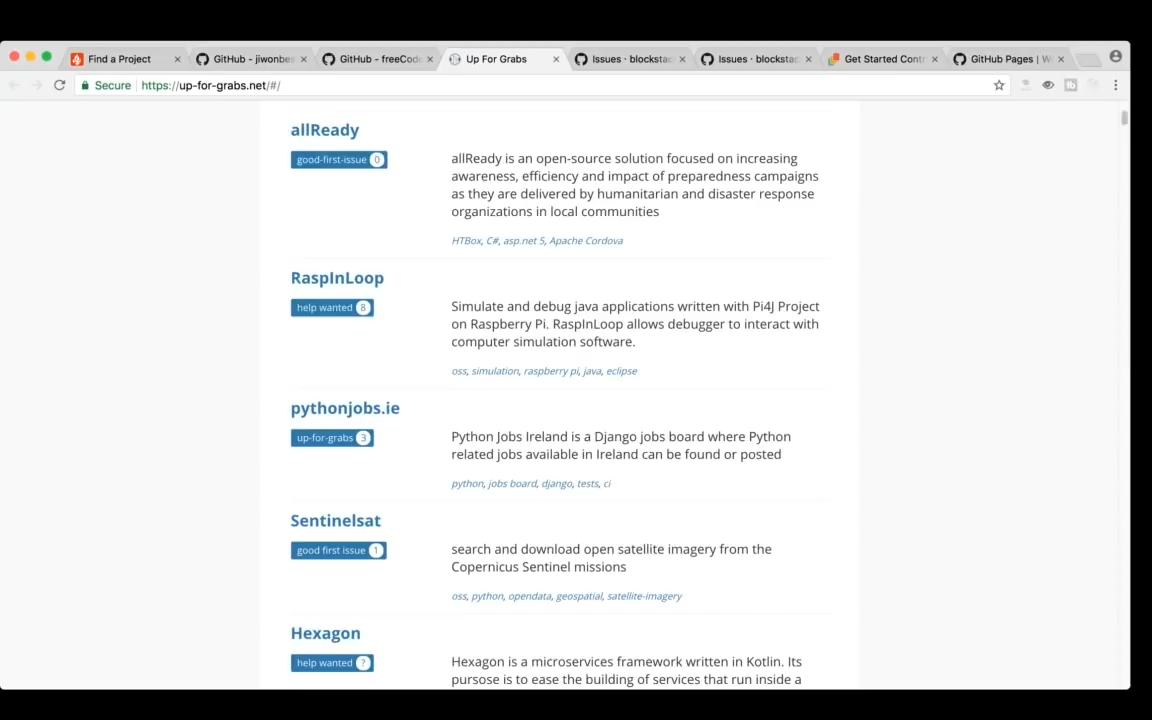 Find a Project
GitHub - jiwonbes
GitHub - freeCode
Up For Grabs
Issues · blockstac
Issues · blockstac
Get Started Contr
GitHub Pages | W
Secure
https://up-for-grabs.net/#/
allReady
good-first-issue 0
allReady is an open-source solution focused on increasing
awareness, efficiency and impact of preparedness campaigns
as they are delivered by humanitarian and disaster response
organizations in local communities
HTBox, C#, asp.net 5, Apache Cordova
RaspInLoop
help wanted 8
Simulate and debug java applications written with Pi4J Project
on Raspberry Pi. RaspInLoop allows debugger to interact with
computer simulation software.
oss, simulation, raspberry pi, java, eclipse
pythonjobs.ie
up-for-grabs 3
Python Jobs Ireland is a Django jobs board where Python
related jobs available in Ireland can be found or posted
python, jobs board, django, tests, ci
Sentinelsat
good first issue 1
search and download open satellite imagery from the
Copernicus Sentinel missions
oss, python, opendata, geospatial, satellite-imagery
Hexagon
help wanted ?
Hexagon is a microservices framework written in Kotlin. Its
pursose is to ease the building of services that run inside a